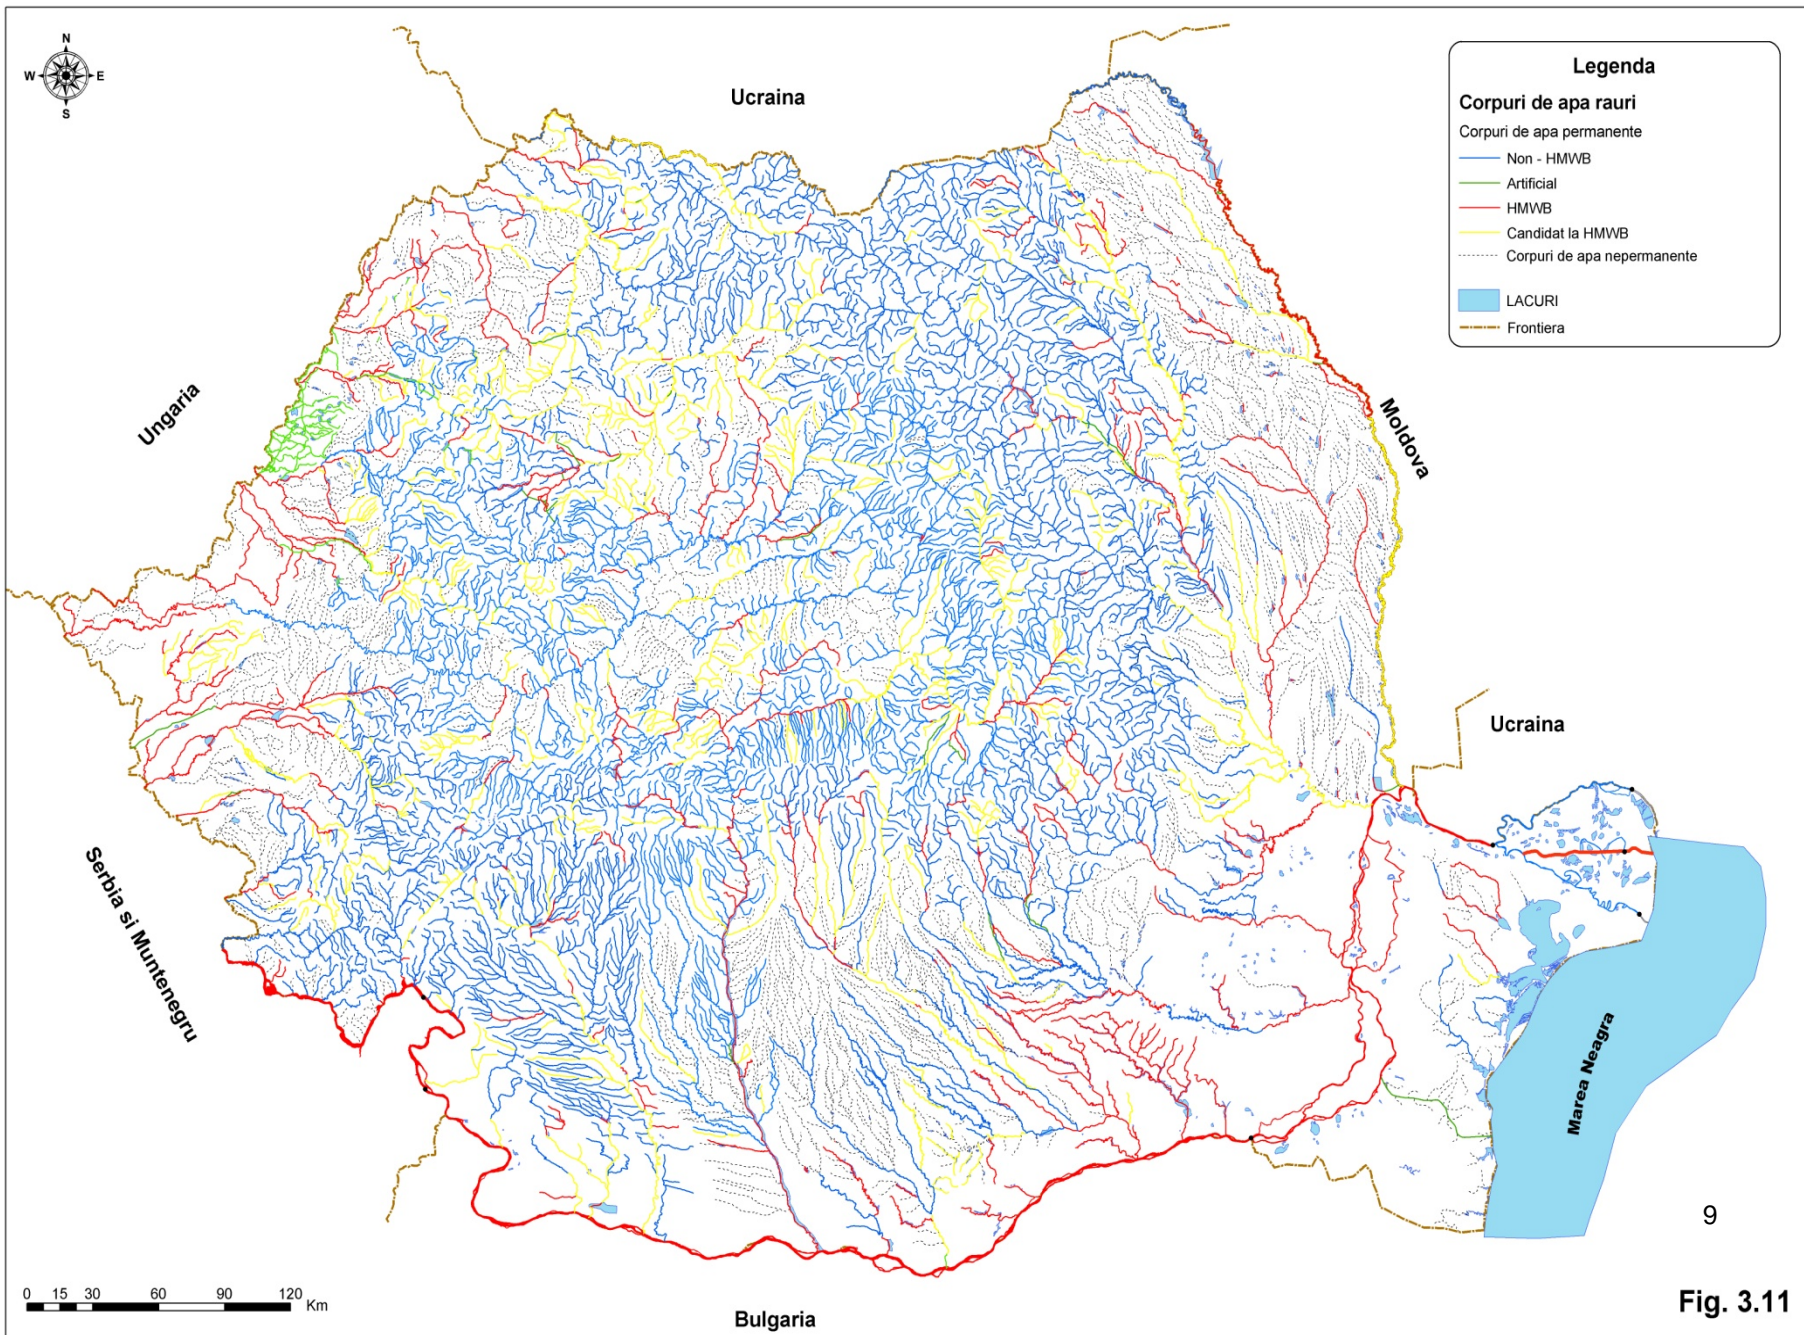 N
W E
S
Ucraina
Legenda
Corpuri de apa rauri
Corpuri de apa permanente
Non - HMWB
Artificial
HMWB
Candidat la HMWB
Corpuri de apa nepermanente
LACURI
Frontiera
Ungaria
Moldova
Ucraina
Serbia si Muntenegru
Marea Neagra
9
0 15 30 60 90 120
Km
Bulgaria
Fig. 3.11